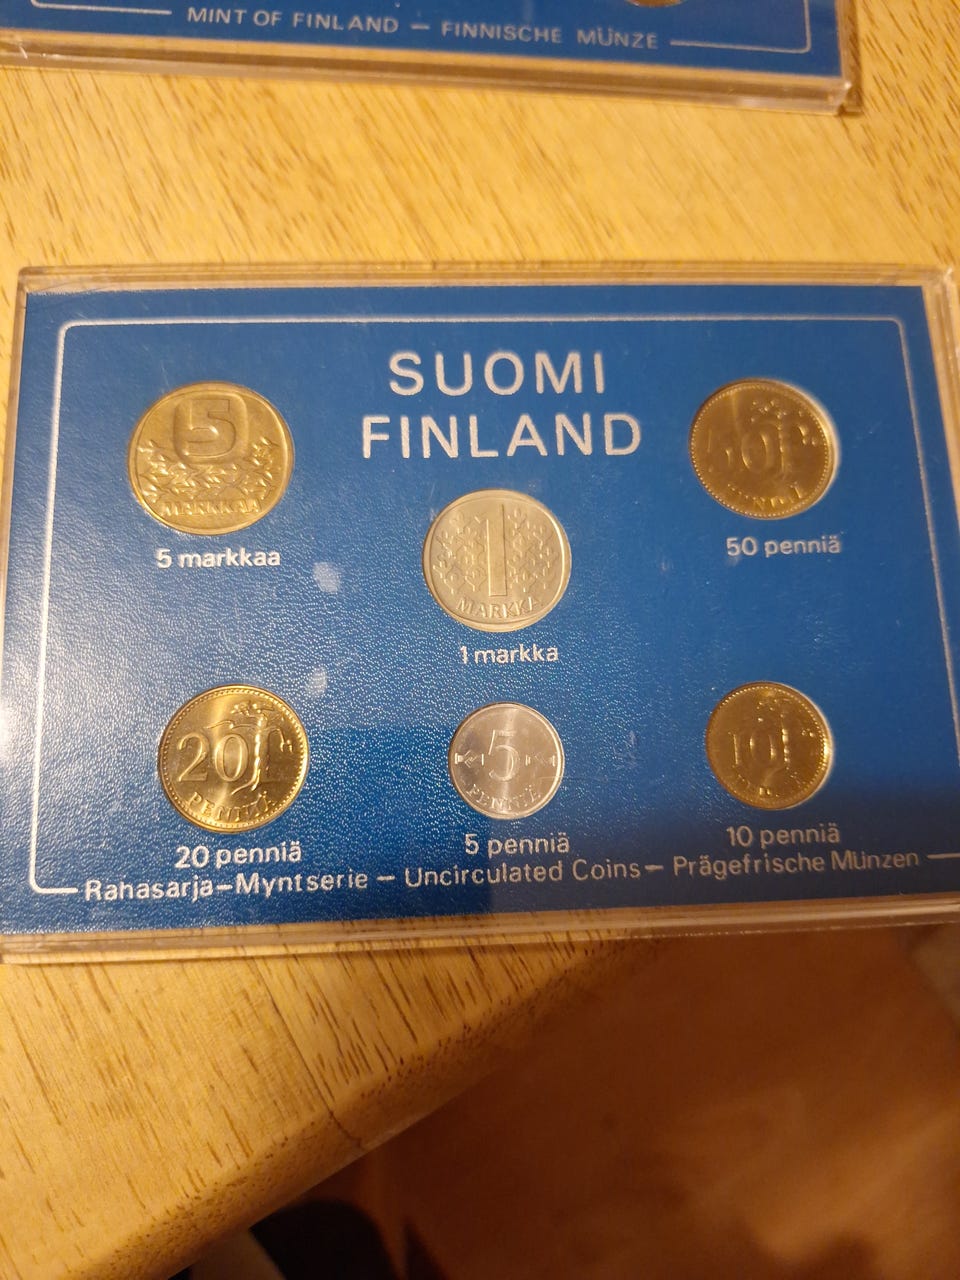 MINT OF FINLAND — FINNISCHE MÜNZE
SUOMI
FINLAND
5
MARKKAA
5 markkaa
1
MARKKA
1 markka
50
50 penniä
20
PENNIÄ
20 penniä
5
PENNIÄ
5 penniä
10
10 penniä
Rahasarja—Myntserie — Uncirculated Coins — Prägefrische Münzen